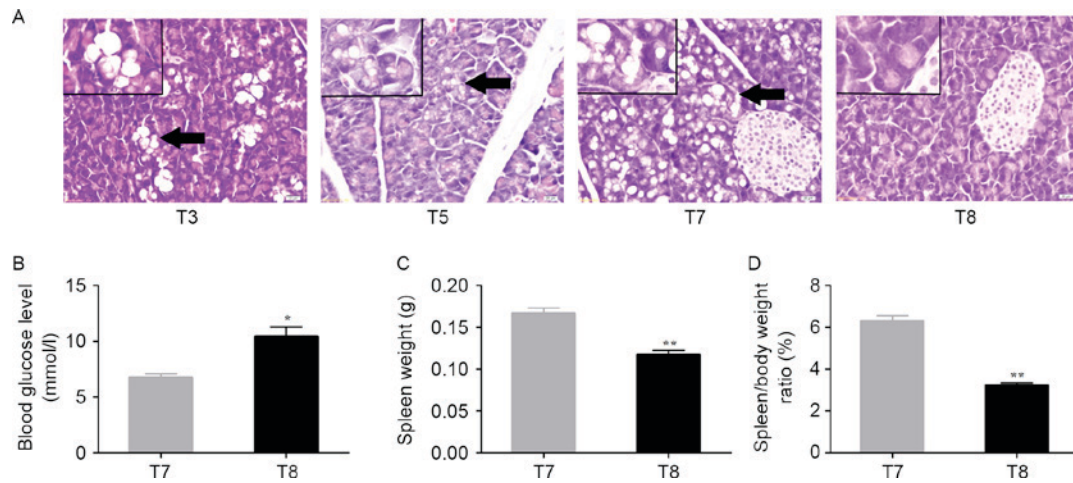 A
T3
T5
T7
T8
B
Blood glucose level
(mmol/l)
15
10
5
0
*
T7
T8
C
Spleen weight (g)
0.20
0.15
0.10
0.05
0.00
**
T7
T8
D
Spleen/body weight
ratio (%)
8
6
4
2
0
**
T7
T8